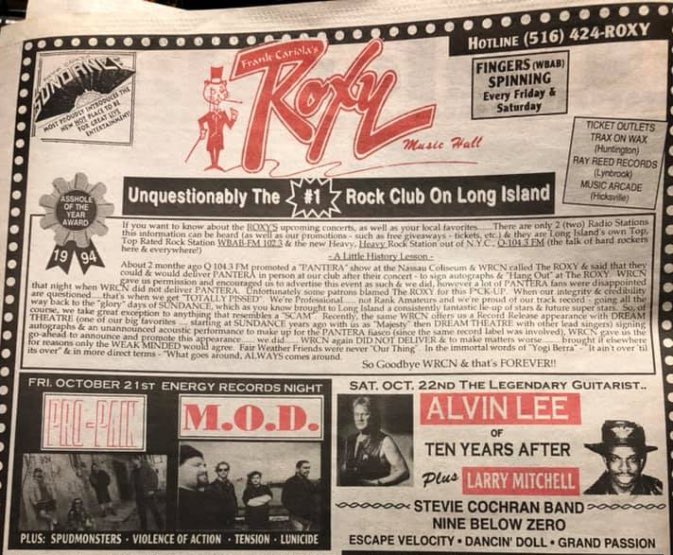 HOTLINE (516) 424-ROXY
Frank Cariola's
Roxy
Music Hall
SUNDANCE
MOST PROUDLY INTRODUCES THE
NEW HOT PLACE TO BE
FOR GREAT LIVE
ENTERTAINMENT
FINGERS (WBAB)
SPINNING
Every Friday &
Saturday
TICKET OUTLETS
TRAX ON WAX
(Huntington)
RAY REED RECORDS
(Lynbrook)
MUSIC ARCADE
(Hicksville)
Unquestionably The #1 Rock Club On Long Island
ASSHOLE
OF THE
YEAR
AWARD
19 94
If you want to know about the ROXY'S upcoming concerts, as well as your local favorites.... There are only 2 (two) Radio Stations
this information can be heard (as well as our promotions - such as free giveaways - tickets, etc.) & they are Long Island's own Top,
Top Rated Rock Station WBAB-FM 102.3 & the new Heavy, Heavy Rock Station out of N.Y.C., Q-104.3 FM (the talk of hard rockers
here & everywhere!)
- A Little History Lesson -
About 2 months ago Q 104.3 FM promoted a "PANTERA" show at the Nassau Coliseum & WRCN called The ROXY & said that they
could & would deliver PANTERA in person at our club after their concert - to sign autographs & "Hang Out" at The ROXY. WRCN
gave us permission and encouraged us to advertise this event as such & we did, however a lot of PANTERA fans were disappointed
that night when WRCN did not deliver PANTERA. Unfortunately some patrons blamed The ROXY for this F*CK-UP. When our integrity & credibility
are questioned.... that's when we get "TOTALLY PISSED". We're Professional.... not Rank Amateurs and we're proud of our track record - going all the
way back to the "glory" days of SUNDANCE, which as you know brought to Long Island a consistently fantastic lie-up of stars & future super stars. So, of
course, we take great exception to anything that resembles a "SCAM". Recently, the same WRCN offers us a Record Release appearance with DREAM
THEATRE (one of our big favorites .... starting at SUNDANCE years ago with us as "Majesty" then DREAM THEATRE with other lead singers) signing
autographs & an unannounced acoustic performance to make up for the PANTERA fiasco (since the same record label was involved), WRCN gave us the
go-ahead to announce and promote this appearance.... we did.... WRCN again DID NOT DELIVER & to make matters worse.... brought it elsewhere
for reasons only the WEAK MINDED would agree. Fair Weather Friends were never "Our Thing". In the immortal words of "Yogi Berra" - "It ain't over 'til
its over" & in more direct terms - "What goes around, ALWAYS comes around.
So Goodbye WRCN & that's FOREVER!!
FRI. OCTOBER 21ST ENERGY RECORDS NIGHT
PRO-PAIN
M.O.D.
PLUS: SPUDMONSTERS · VIOLENCE OF ACTION · TENSION · LUNICIDE
SAT. OCT. 22ND THE LEGENDARY GUITARIST..
ALVIN LEE
OF
TEN YEARS AFTER
Plus LARRY MITCHELL
STEVIE COCHRAN BAND
NINE BELOW ZERO
ESCAPE VELOCITY • DANCIN' DOLL • GRAND PASSION